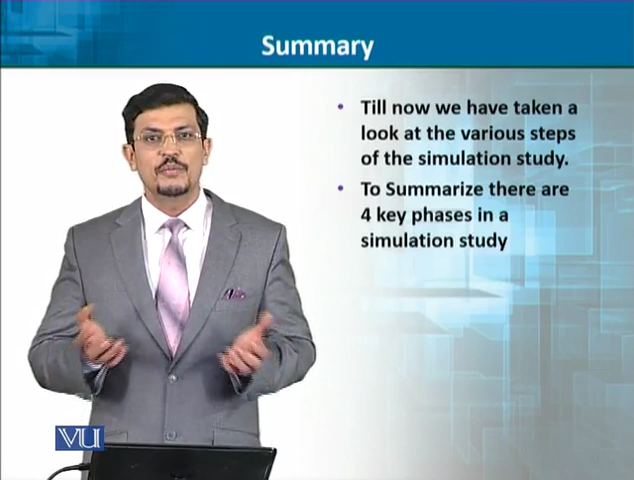 Summary
• Till now we have taken a
look at the various steps
of the simulation study.
• To Summarize there are
4 key phases in a
simulation study
VU